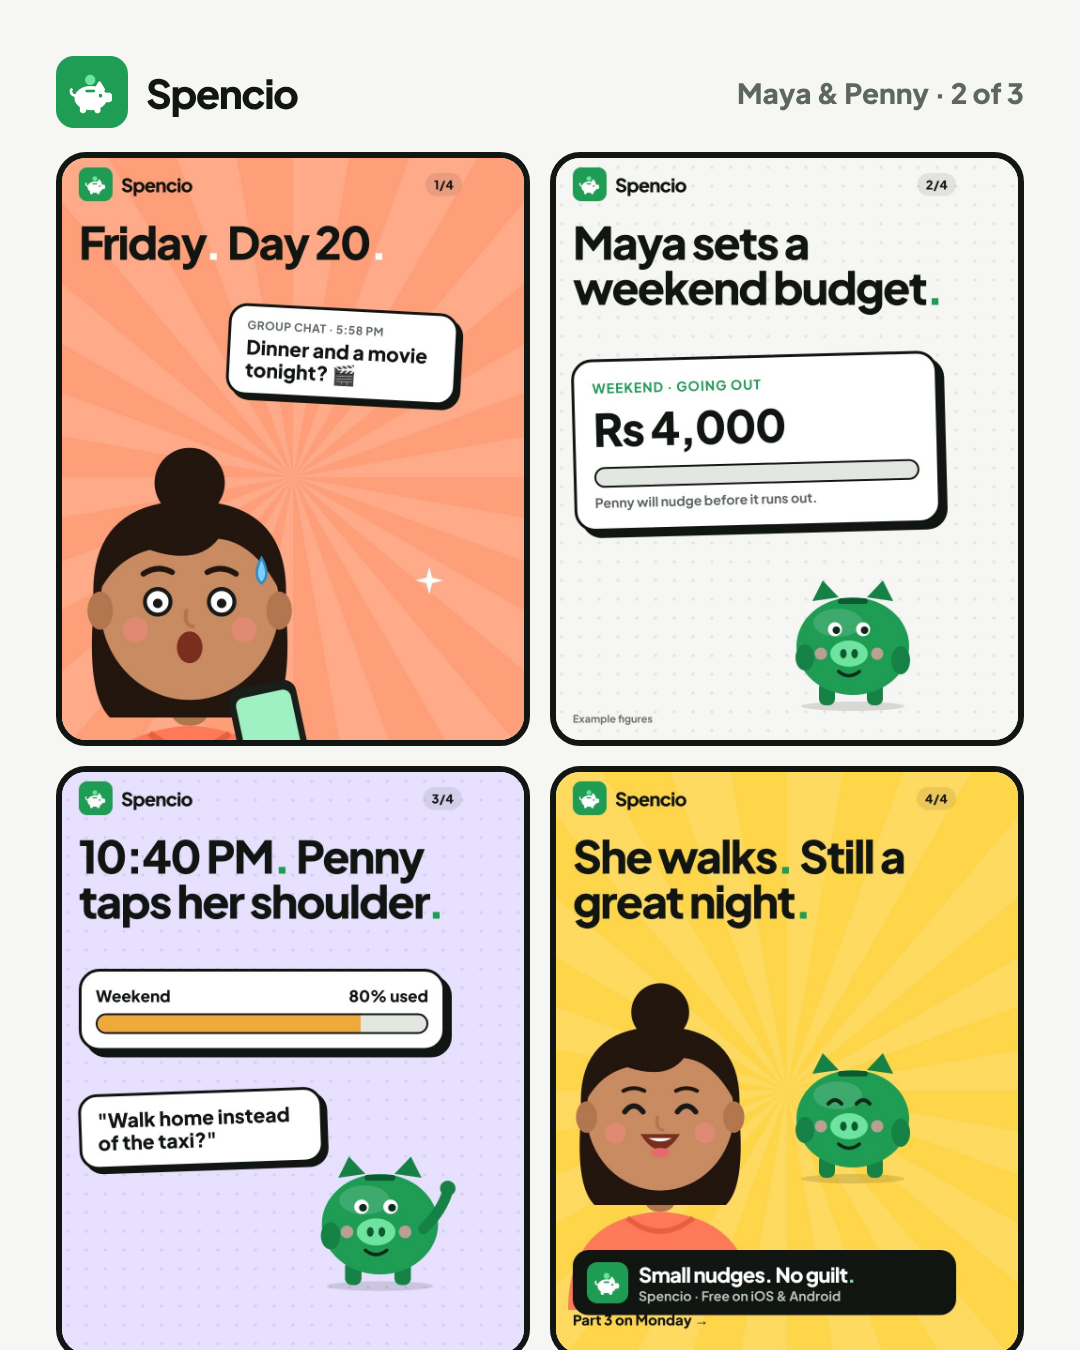 Spencio
Maya & Penny · 2 of 3
Spencio
1/4
Friday. Day 20.
GROUP CHAT · 5:58 PM
Dinner and a movie
tonight? 🎬
Spencio
2/4
Maya sets a
weekend budget.
WEEKEND · GOING OUT
Rs 4,000
Penny will nudge before it runs out.
Example figures
Spencio
3/4
10:40 PM. Penny
taps her shoulder.
Weekend
80% used
"Walk home instead
of the taxi?"
Spencio
4/4
She walks. Still a
great night.
Small nudges. No guilt.
Spencio · Free on iOS & Android
Part 3 on Monday →